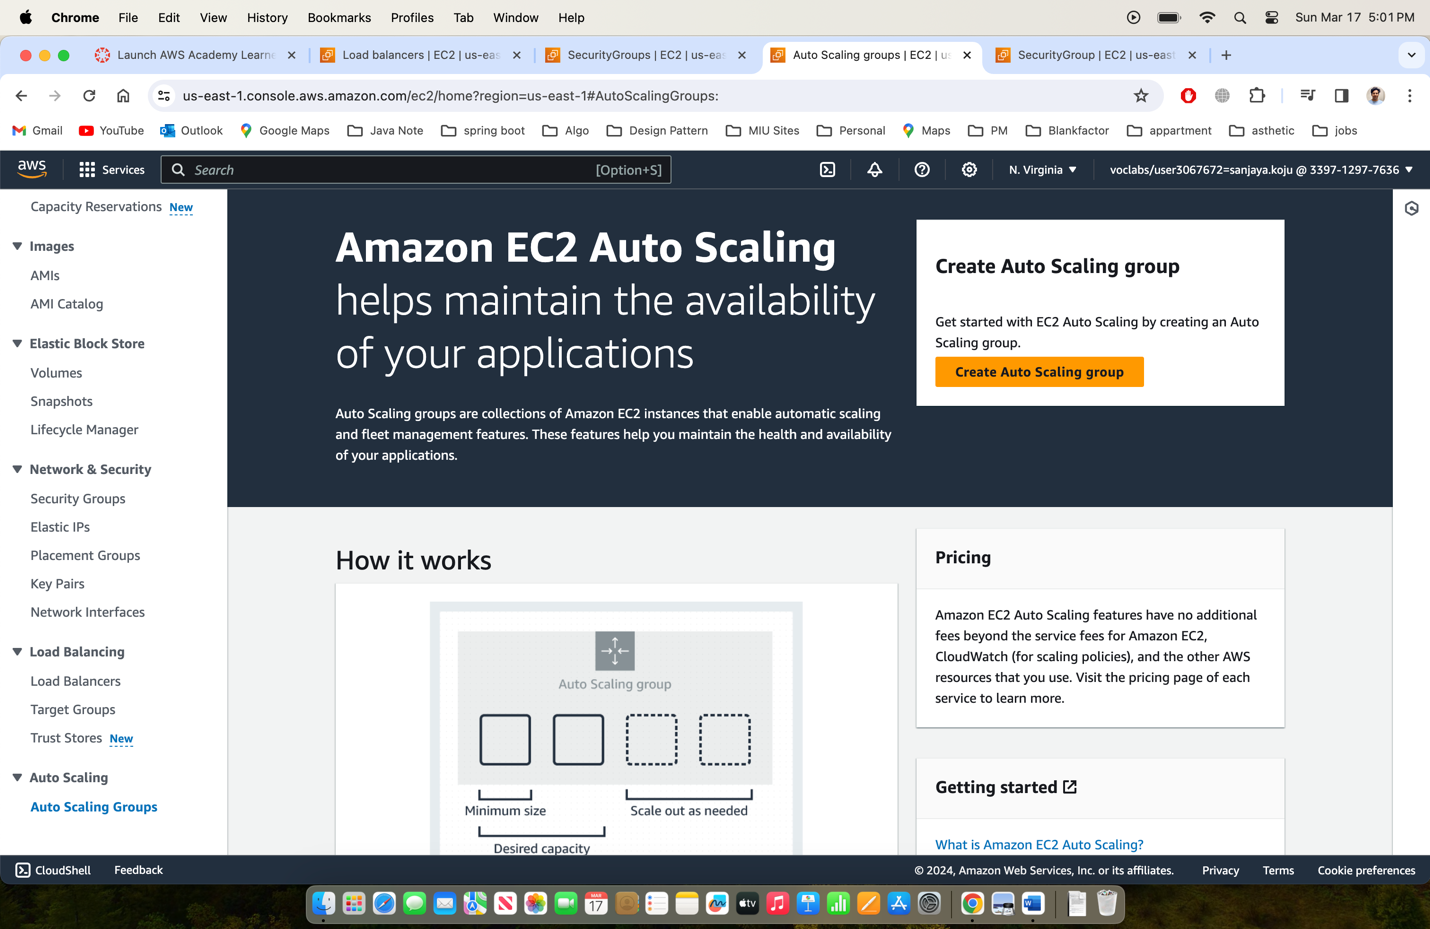 Chrome File Edit View History Bookmarks Profiles Tab Window Help Sun Mar 17 5:01 PM
Launch AWS Academy Learne Load balancers | EC2 | us-eas SecurityGroups | EC2 | us-eas Auto Scaling groups | EC2 | us SecurityGroup | EC2 | us-east
us-east-1.console.aws.amazon.com/ec2/home?region=us-east-1#AutoScalingGroups:
Gmail YouTube Outlook Google Maps Java Note spring boot Algo Design Pattern MIU Sites Personal Maps PM Blankfactor appartment asthetic jobs
aws Services Search [Option+S] N. Virginia voclabs/user3067672=sanjaya.koju @ 3397-1297-7636
Capacity Reservations New
Images
AMIs
AMI Catalog
Elastic Block Store
Volumes
Snapshots
Lifecycle Manager
Network & Security
Security Groups
Elastic IPs
Placement Groups
Key Pairs
Network Interfaces
Load Balancing
Load Balancers
Target Groups
Trust Stores New
Auto Scaling
Auto Scaling Groups
Amazon EC2 Auto Scaling
helps maintain the availability
of your applications
Auto Scaling groups are collections of Amazon EC2 instances that enable automatic scaling
and fleet management features. These features help you maintain the health and availability
of your applications.
Create Auto Scaling group
Get started with EC2 Auto Scaling by creating an Auto
Scaling group.
Create Auto Scaling group
How it works
Auto Scaling group
Minimum size
Scale out as needed
Desired capacity
Pricing
Amazon EC2 Auto Scaling features have no additional
fees beyond the service fees for Amazon EC2,
CloudWatch (for scaling policies), and the other AWS
resources that you use. Visit the pricing page of each
service to learn more.
Getting started
What is Amazon EC2 Auto Scaling?
CloudShell Feedback © 2024, Amazon Web Services, Inc. or its affiliates. Privacy Terms Cookie preferences
MAR
17
tv
W